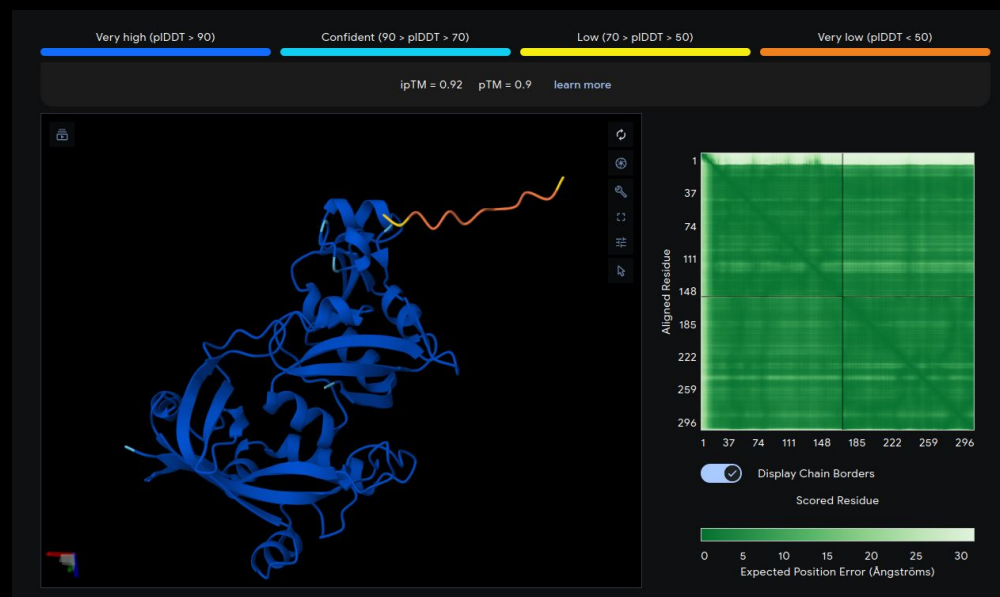 Very high (plDDT > 90) Confident (90 > plDDT > 70) Low (70 > plDDT > 50) Very low (plDDT < 50)
ipTM = 0.92 pTM = 0.9 learn more
1
37
74
111
148
185
222
259
296
Aligned Residue
1 37 74 111 148 185 222 259 296
Display Chain Borders
Scored Residue
0 5 10 15 20 25 30
Expected Position Error (Ångströms)